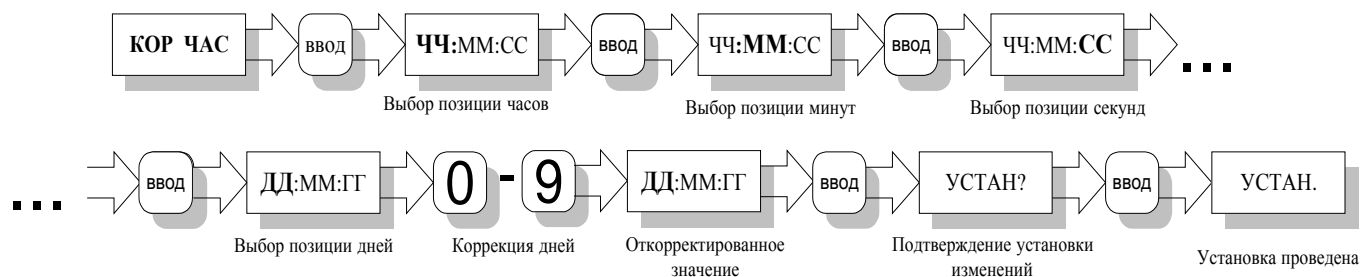 КОР ЧАС ввод ЧЧ:ММ:СС ввод ЧЧ:ММ:СС ввод ЧЧ:ММ:СС ...
Выбор позиции часов Выбор позиции минут Выбор позиции секунд
... ввод ДД:ММ:ГГ 0 - 9 ДД:ММ:ГГ ввод УСТАН? ввод УСТАН.
Выбор позиции дней Коррекция дней Откорректированное Подтверждение установки Установка проведена
значение изменений